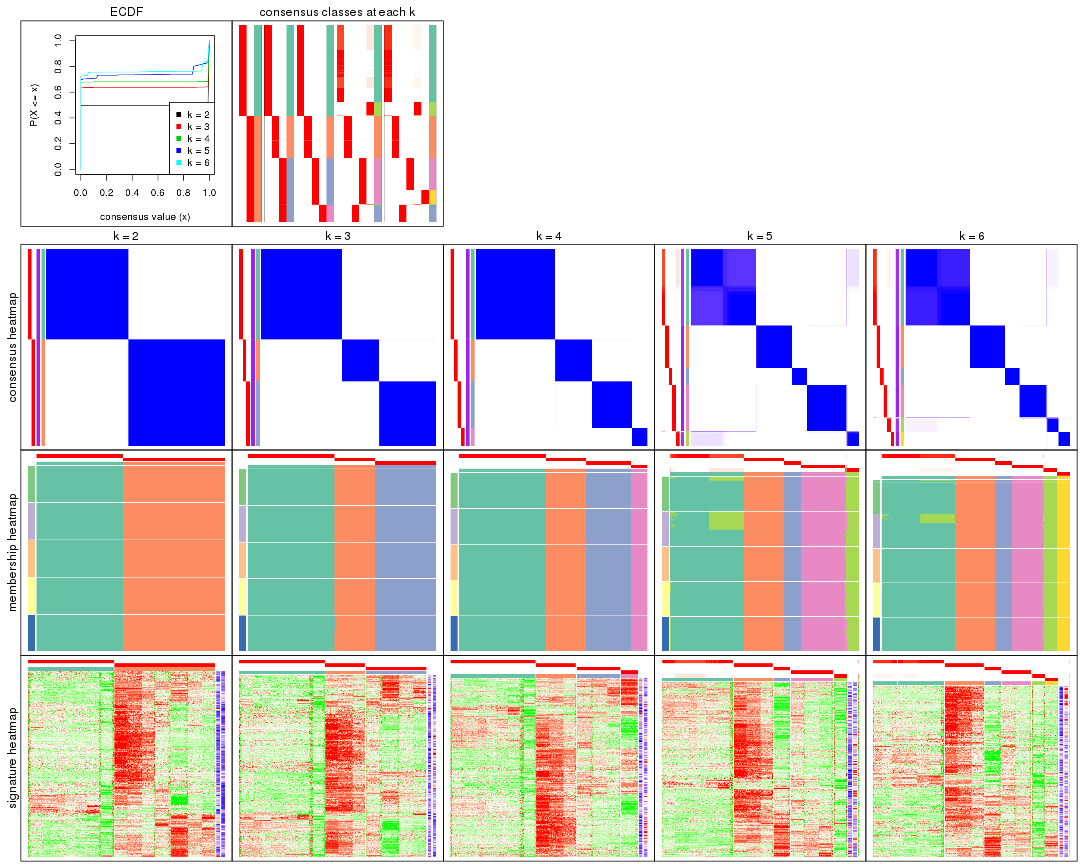 ECDF
consensus classes at each k
P(X <= x)
0.0 0.2 0.4 0.6 0.8 1.0
k = 2
k = 3
k = 4
k = 5
k = 6
0.0 0.2 0.4 0.6 0.8 1.0
consensus value (x)
k = 2 k = 3 k = 4 k = 5 k = 6
consensus heatmap
membership heatmap
signature heatmap